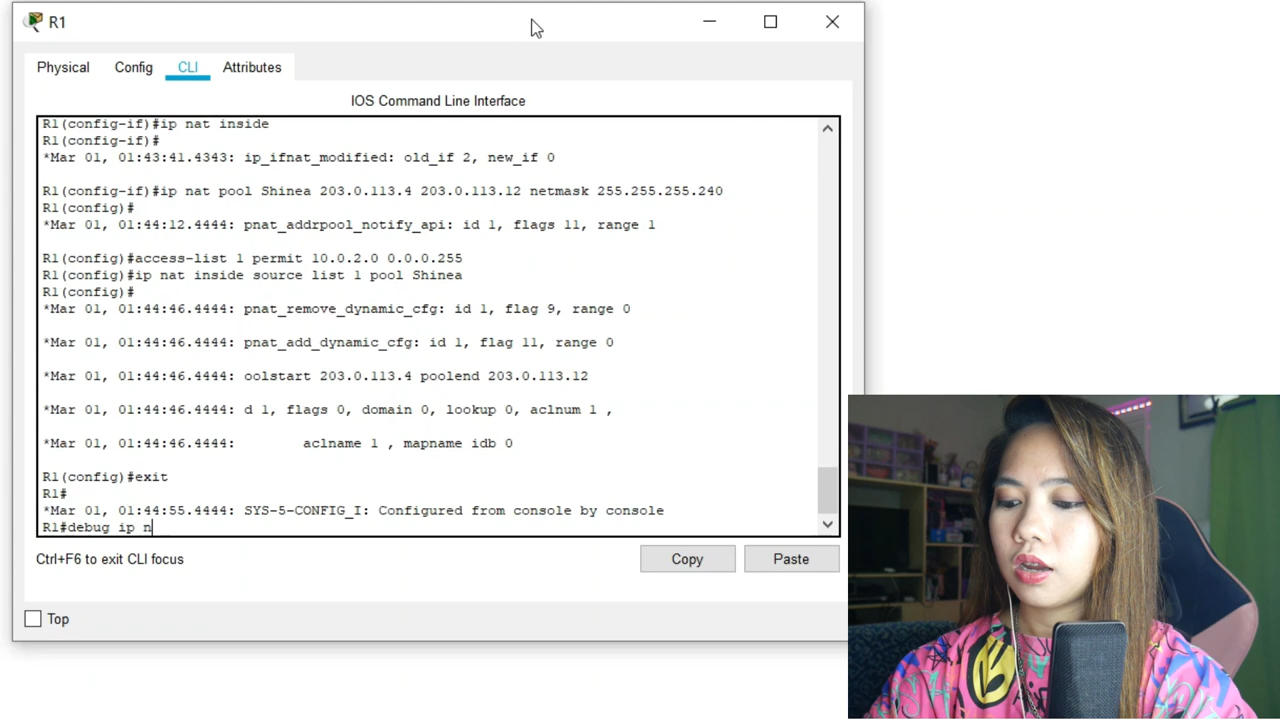 R1
Physical Config CLI Attributes
IOS Command Line Interface
R1(config-if)#ip nat inside
R1(config-if)#
*Mar 01, 01:43:41.4343: ip_ifnat_modified: old_if 2, new_if 0
R1(config-if)#ip nat pool Shinea 203.0.113.4 203.0.113.12 netmask 255.255.255.240
R1(config)#
*Mar 01, 01:44:12.4444: pnat_addrpool_notify_api: id 1, flags 11, range 1
R1(config)#access-list 1 permit 10.0.2.0 0.0.0.255
R1(config)#ip nat inside source list 1 pool Shinea
R1(config)#
*Mar 01, 01:44:46.4444: pnat_remove_dynamic_cfg: id 1, flag 9, range 0
*Mar 01, 01:44:46.4444: pnat_add_dynamic_cfg: id 1, flag 11, range 0
*Mar 01, 01:44:46.4444: oolstart 203.0.113.4 poolend 203.0.113.12
*Mar 01, 01:44:46.4444: d 1, flags 0, domain 0, lookup 0, aclnum 1 ,
*Mar 01, 01:44:46.4444: aclname 1 , mapname idb 0
R1(config)#exit
R1#
*Mar 01, 01:44:55.4444: SYS-5-CONFIG_I: Configured from console by console
R1#debug ip n
Ctrl+F6 to exit CLI focus
Copy
Paste
Top